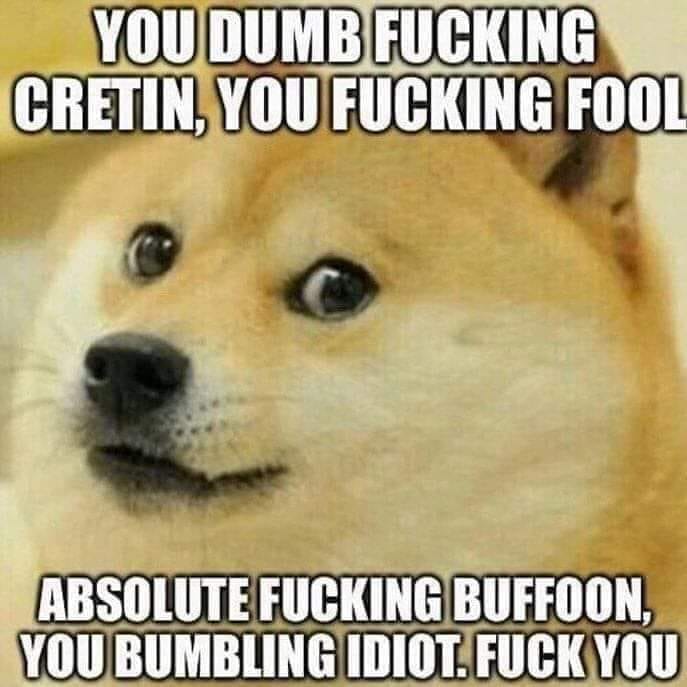 YOU DUMB FUCKING
CRETIN, YOU FUCKING FOOL
ABSOLUTE FUCKING BUFFOON,
YOU BUMBLING IDIOT. FUCK YOU